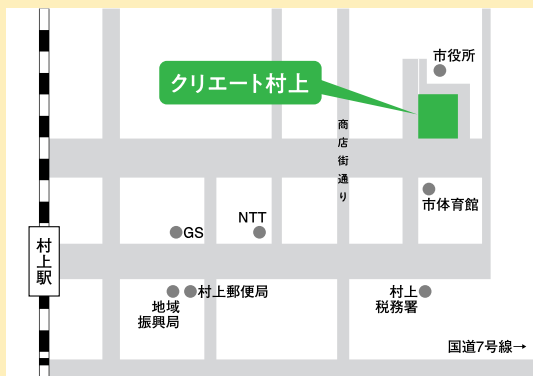 市役所
クリエート村上
商店街通り
市体育館
NTT
GS
村上駅
村上郵便局
地域
振興局
村上
税務署
国道7号線→